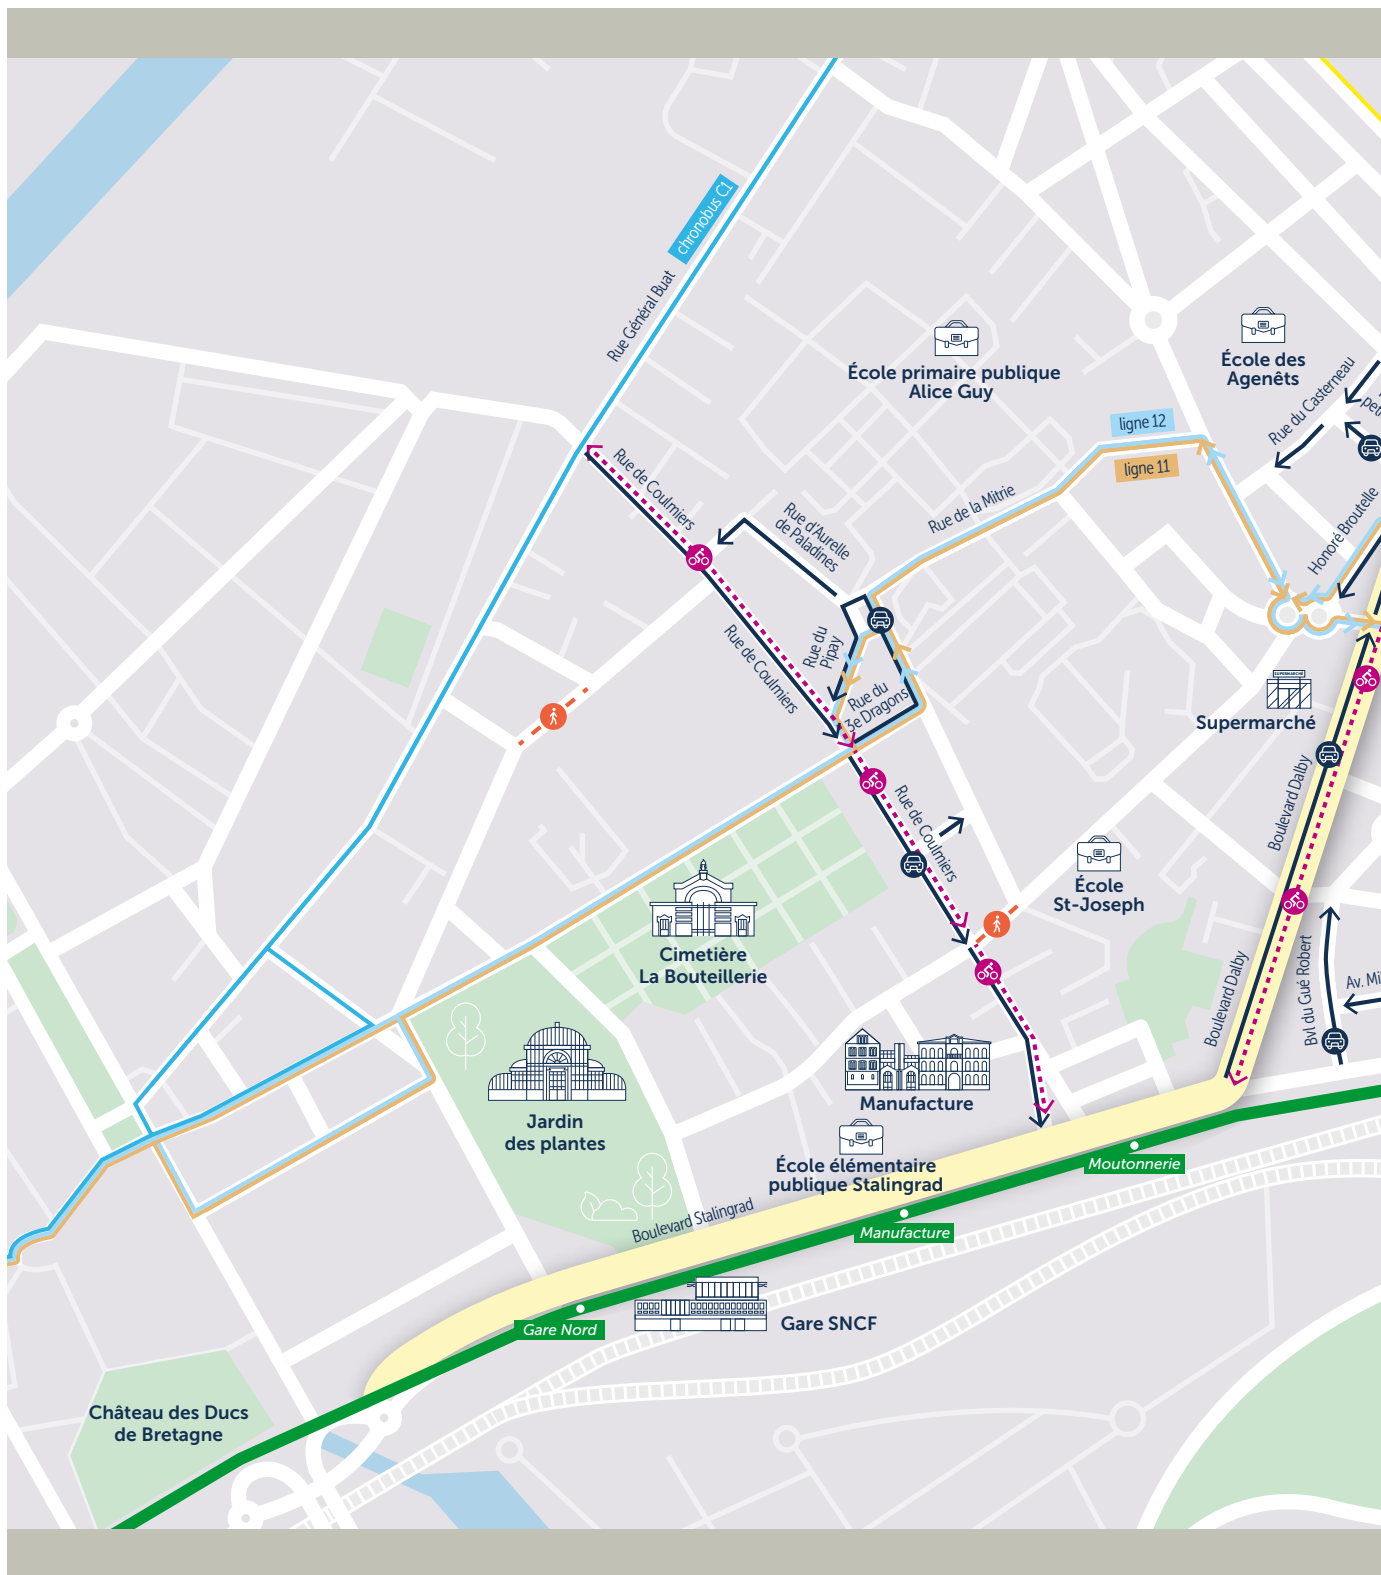 chronobus C1
Rue Général Buat
École primaire publique
Alice Guy
École des
Agenêts
Rue du Casterneau
ligne 12
ligne 11
Rue de Coulmiers
Rue d'Aurelle
de Paladines
Rue de la Mitrie
Honoré Broutelle
Rue de Coulmiers
Rue du
Pipay
Rue du
3e Dragons
SUPERMARCHÉ
Supermarché
Boulevard Dalby
Rue de Coulmiers
École
St-Joseph
Cimetière
La Bouteillerie
Boulevard Dalby
Bvl du Gué Robert
Av. Mi
Jardin
des plantes
Manufacture
École élémentaire
publique Stalingrad
Moutonnerie
Boulevard Stalingrad
Manufacture
Gare Nord
Gare SNCF
Château des Ducs
de Bretagne